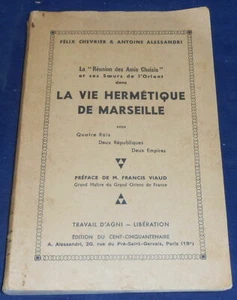 FÉLIX CHEVRIER & ANTOINE ALESSANDRI
La "Réunion des Amis Choisis"
et ses Sœurs de l'Orient
dans
LA VIE HERMÉTIQUE
DE MARSEILLE
sous
Quatre Rois
Deux Républiques
Deux Empires
PRÉFACE DE M. FRANCIS VIAUD
Grand Maître du Grand Orient de France
TRAVAIL D'AGNI — LIBÉRATION
ÉDITION DU CENT-CINQUANTENAIRE
A. Alessandri, 30, rue du Pré-Saint-Gervais, Paris (19e)